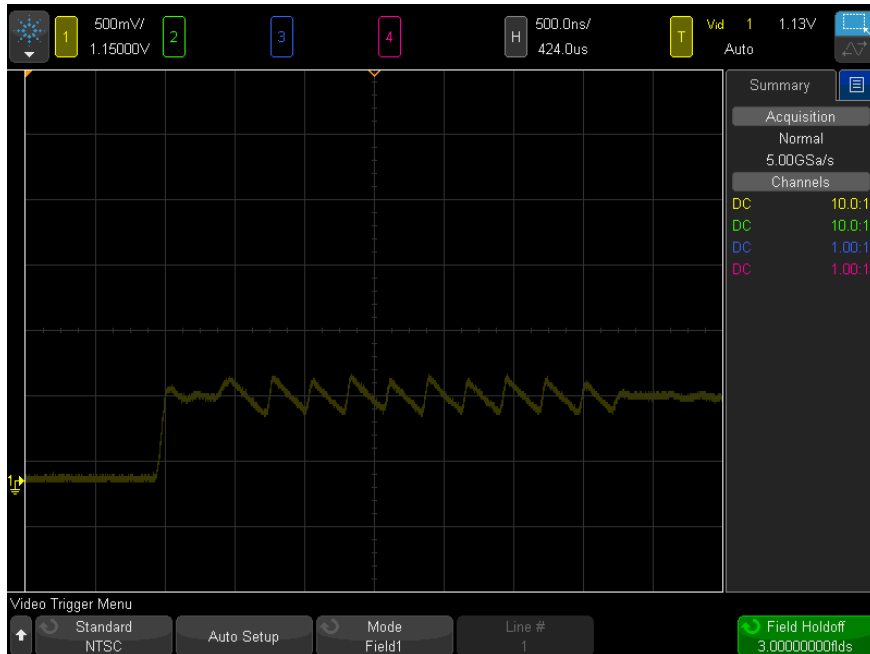 1
500mV/
1.15000V
2
3
4
H
500.0ns/
424.0us
T
Vid 1 1.13V
Auto
Summary
Acquisition
Normal
5.00GSa/s
Channels
DC 10.0:1
DC 10.0:1
DC 1.00:1
DC 1.00:1
1
Video Trigger Menu
Standard
NTSC
Auto Setup
Mode
Field1
Line #
1
Field Holdoff
3.00000000flds